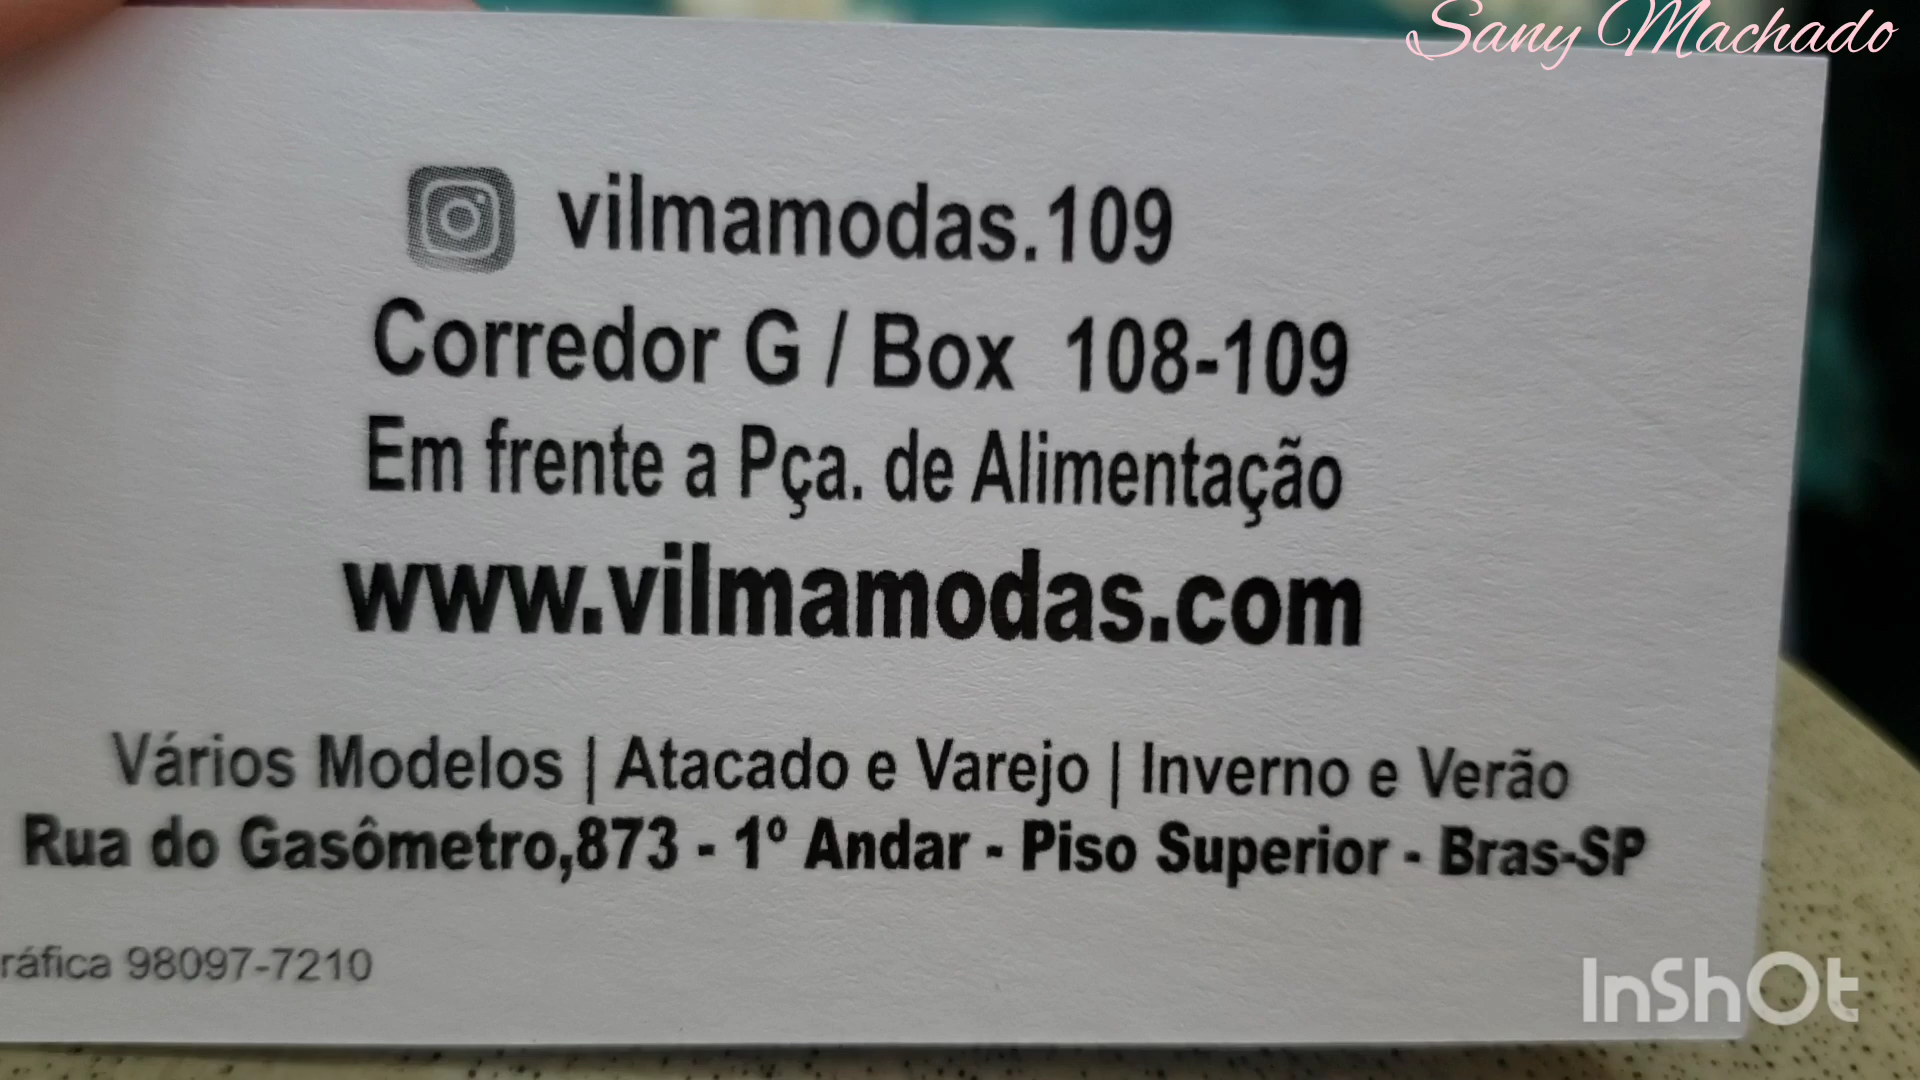 Sany Machado
vilmamodas.109
Corredor G / Box 108-109
Em frente a Pça. de Alimentação
www.vilmamodas.com
Vários Modelos | Atacado e Varejo | Inverno e Verão
Rua do Gasômetro,873 - 1º Andar - Piso Superior - Bras-SP
ráfica 98097-7210
InShOt